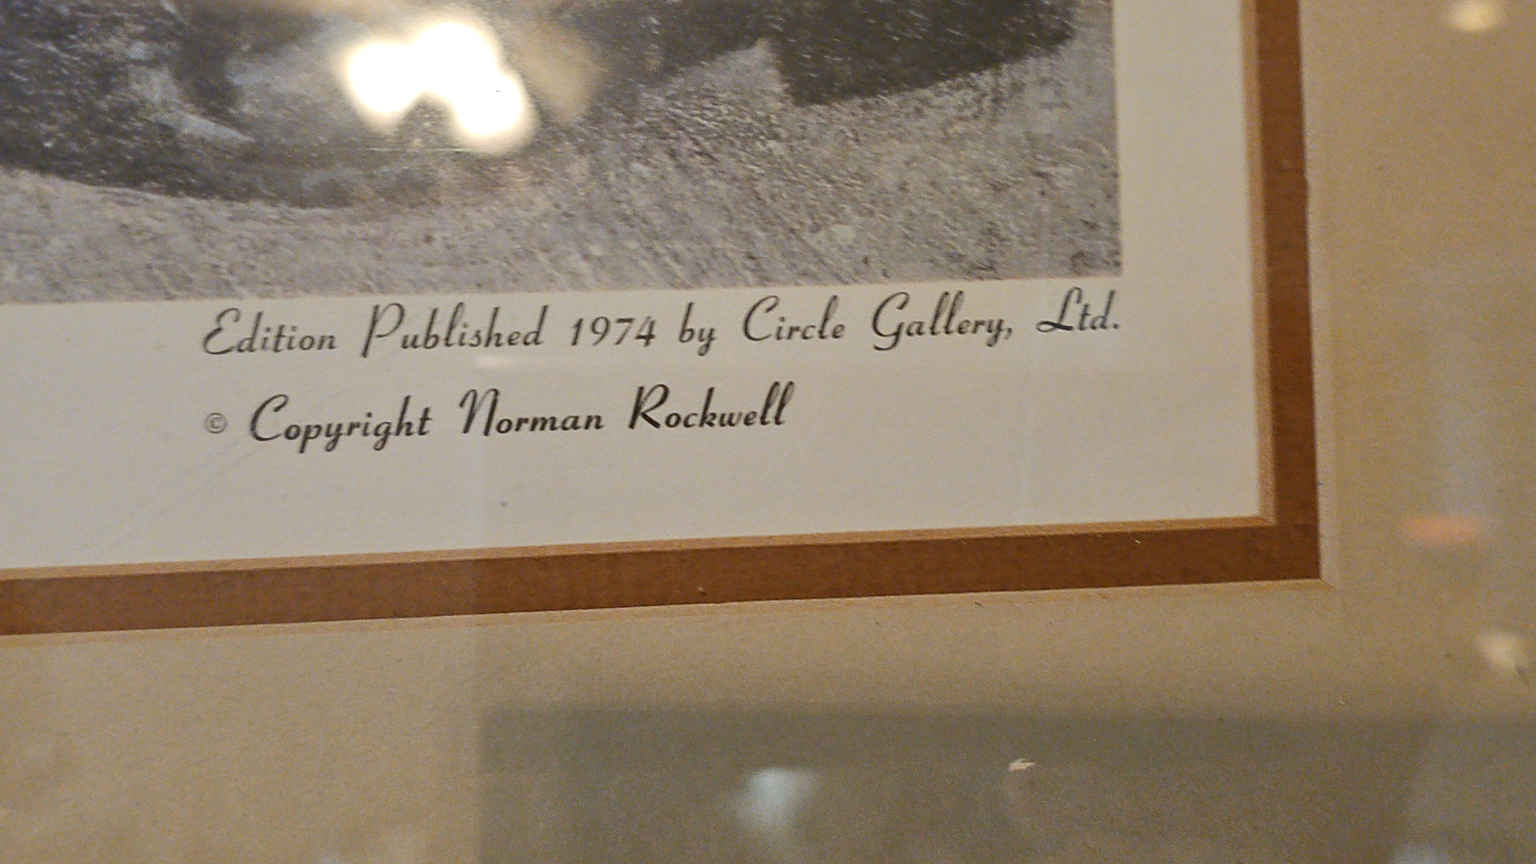 Edition Published 1974 by Circle Gallery, Ltd.
© Copyright Norman Rockwell